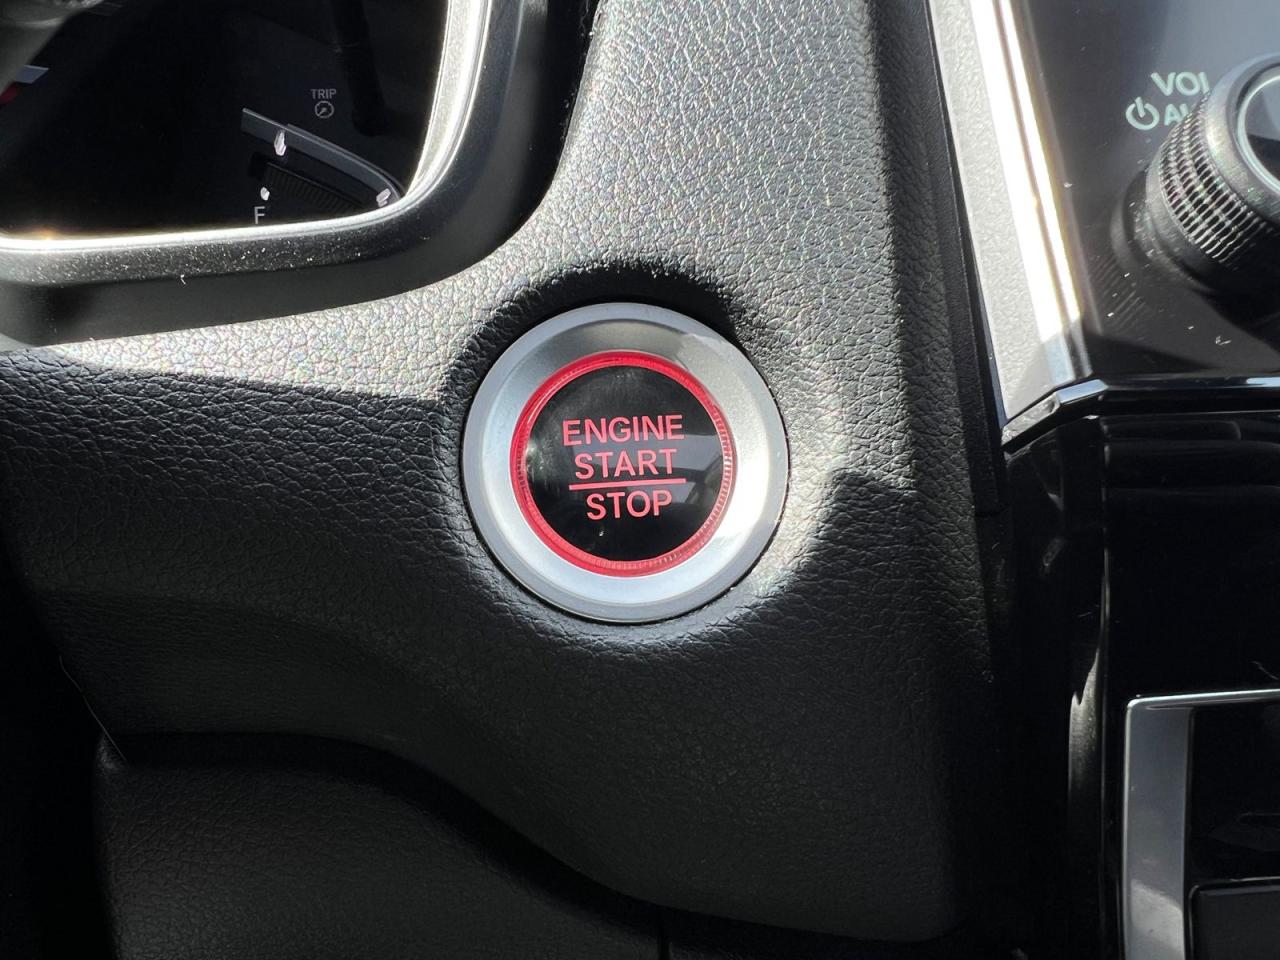 TRIP
F
VOL
ENGINE
START
STOP